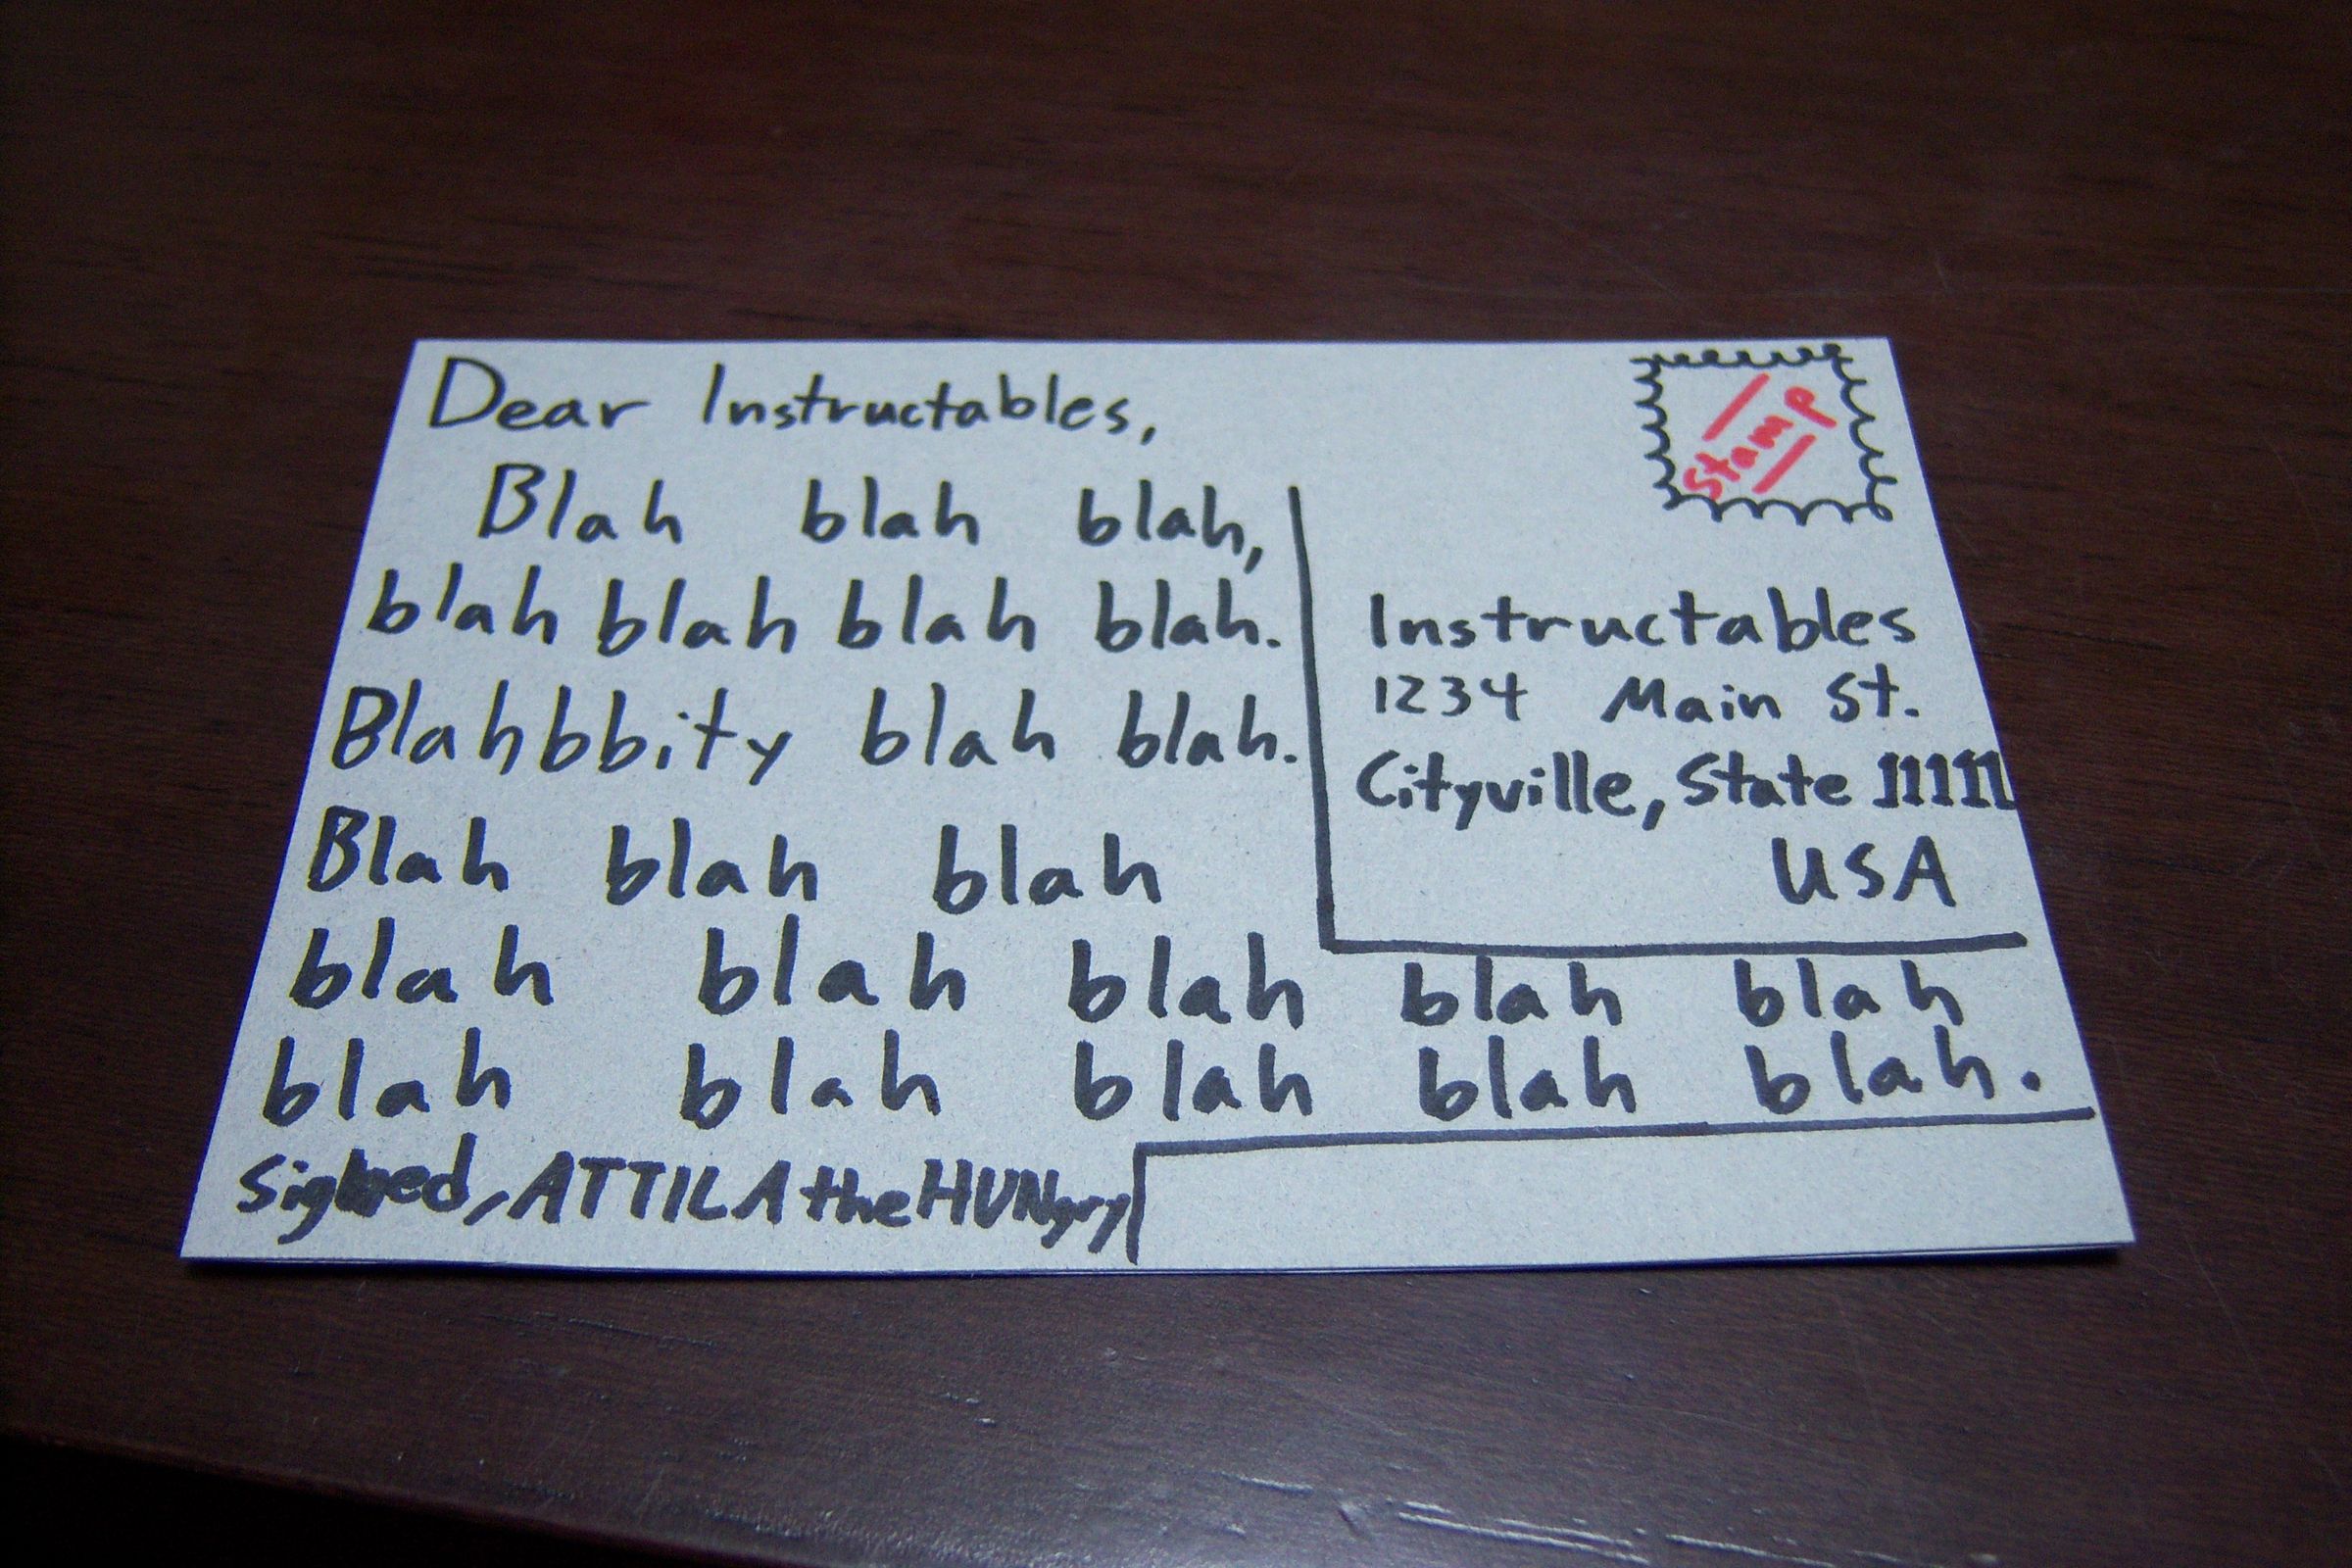 Dear Instructables,
Blah blah blah,
blah blah blah blah.
Blahbbity blah blah.
Blah blah blah
blah blah blah blah blah
blah blah blah blah blah.
signed, ATTILA the HUNgry
stamp
Instructables
1234 Main St.
Cityville, State 11111
USA